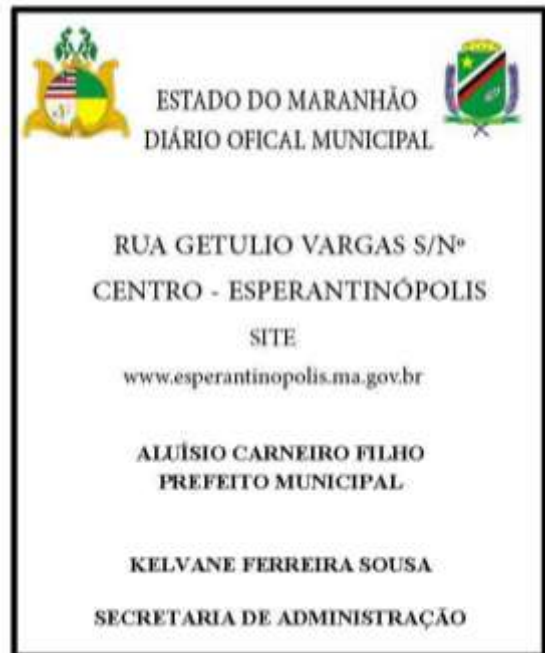 ESTADO DO MARANHÃO
DIÁRIO OFICAL MUNICIPAL
RUA GETULIO VARGAS S/Nº
CENTRO - ESPERANTINÓPOLIS
SITE
www.esperantinopolis.ma.gov.br
ALUÍSIO CARNEIRO FILHO
PREFEITO MUNICIPAL
KELVANE FERREIRA SOUSA
SECRETARIA DE ADMINISTRAÇÃO